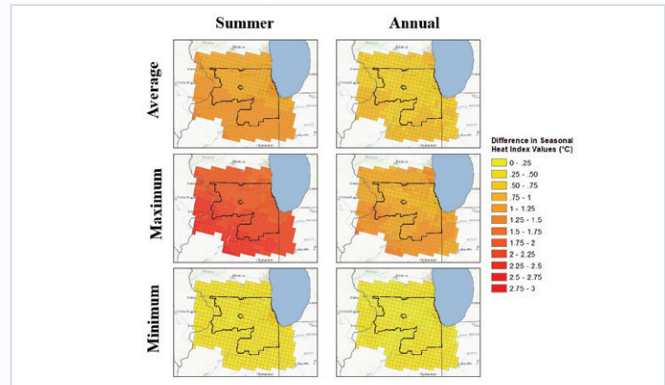 Summer Annual
Average
Maximum
Minimum
Difference in Seasonal
Heat Index Values (°C)
0 - .25
.25 - .50
.50 - .75
.75 - 1
1 - 1.25
1.25 - 1.5
1.5 - 1.75
1.75 - 2
2 - 2.25
2.25 - 2.5
2.5 - 2.75
2.75 - 3